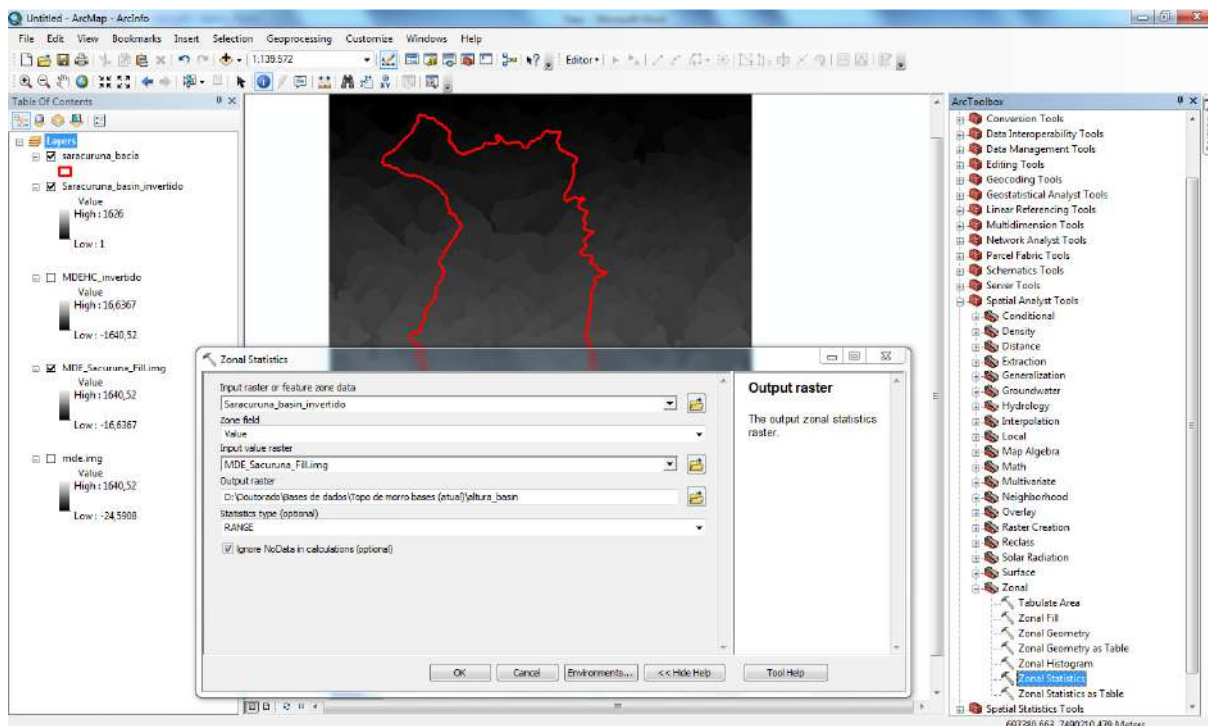 Untitled - ArcMap - ArcInfo
File Edit View Bookmarks Insert Selection Geoprocessing Customize Windows Help
1:139.572
Editor
Table Of Contents
Layers
saracuruna_bacia
Saracuruna_basin_invertido
Value
High : 1626
Low : 1
MDEHC_invertido
Value
High : 16,6367
Low : -1640,52
MDE_Sacuruna_Fill.img
Value
High : 1640,52
Low : -16,6367
mde.img
Value
High : 1640,52
Low : -24,5908
Zonal Statistics
Input raster or feature zone data
Saracuruna_basin_invertido
Zone field
Value
Input value raster
MDE_Sacuruna_Fill.img
Output raster
D:\Doutorado\Bases de dados\Topo de morro bases (atual)\altura_basin
Statistics type (optional)
RANGE
Ignore NoData in calculations (optional)
OK
Cancel
Environments...
<< Hide Help
Tool Help
Output raster
The output zonal statistics
raster.
ArcToolbox
Conversion Tools
Data Interoperability Tools
Data Management Tools
Editing Tools
Geocoding Tools
Geostatistical Analyst Tools
Linear Referencing Tools
Multidimension Tools
Network Analyst Tools
Parcel Fabric Tools
Schematics Tools
Server Tools
Spatial Analyst Tools
Conditional
Density
Distance
Extraction
Generalization
Groundwater
Hydrology
Interpolation
Local
Map Algebra
Math
Multivariate
Neighborhood
Overlay
Raster Creation
Reclass
Solar Radiation
Surface
Zonal
Tabulate Area
Zonal Fill
Zonal Geometry
Zonal Geometry as Table
Zonal Histogram
Zonal Statistics
Zonal Statistics as Table
Spatial Statistics Tools
697380,663 7490210,479 Meters